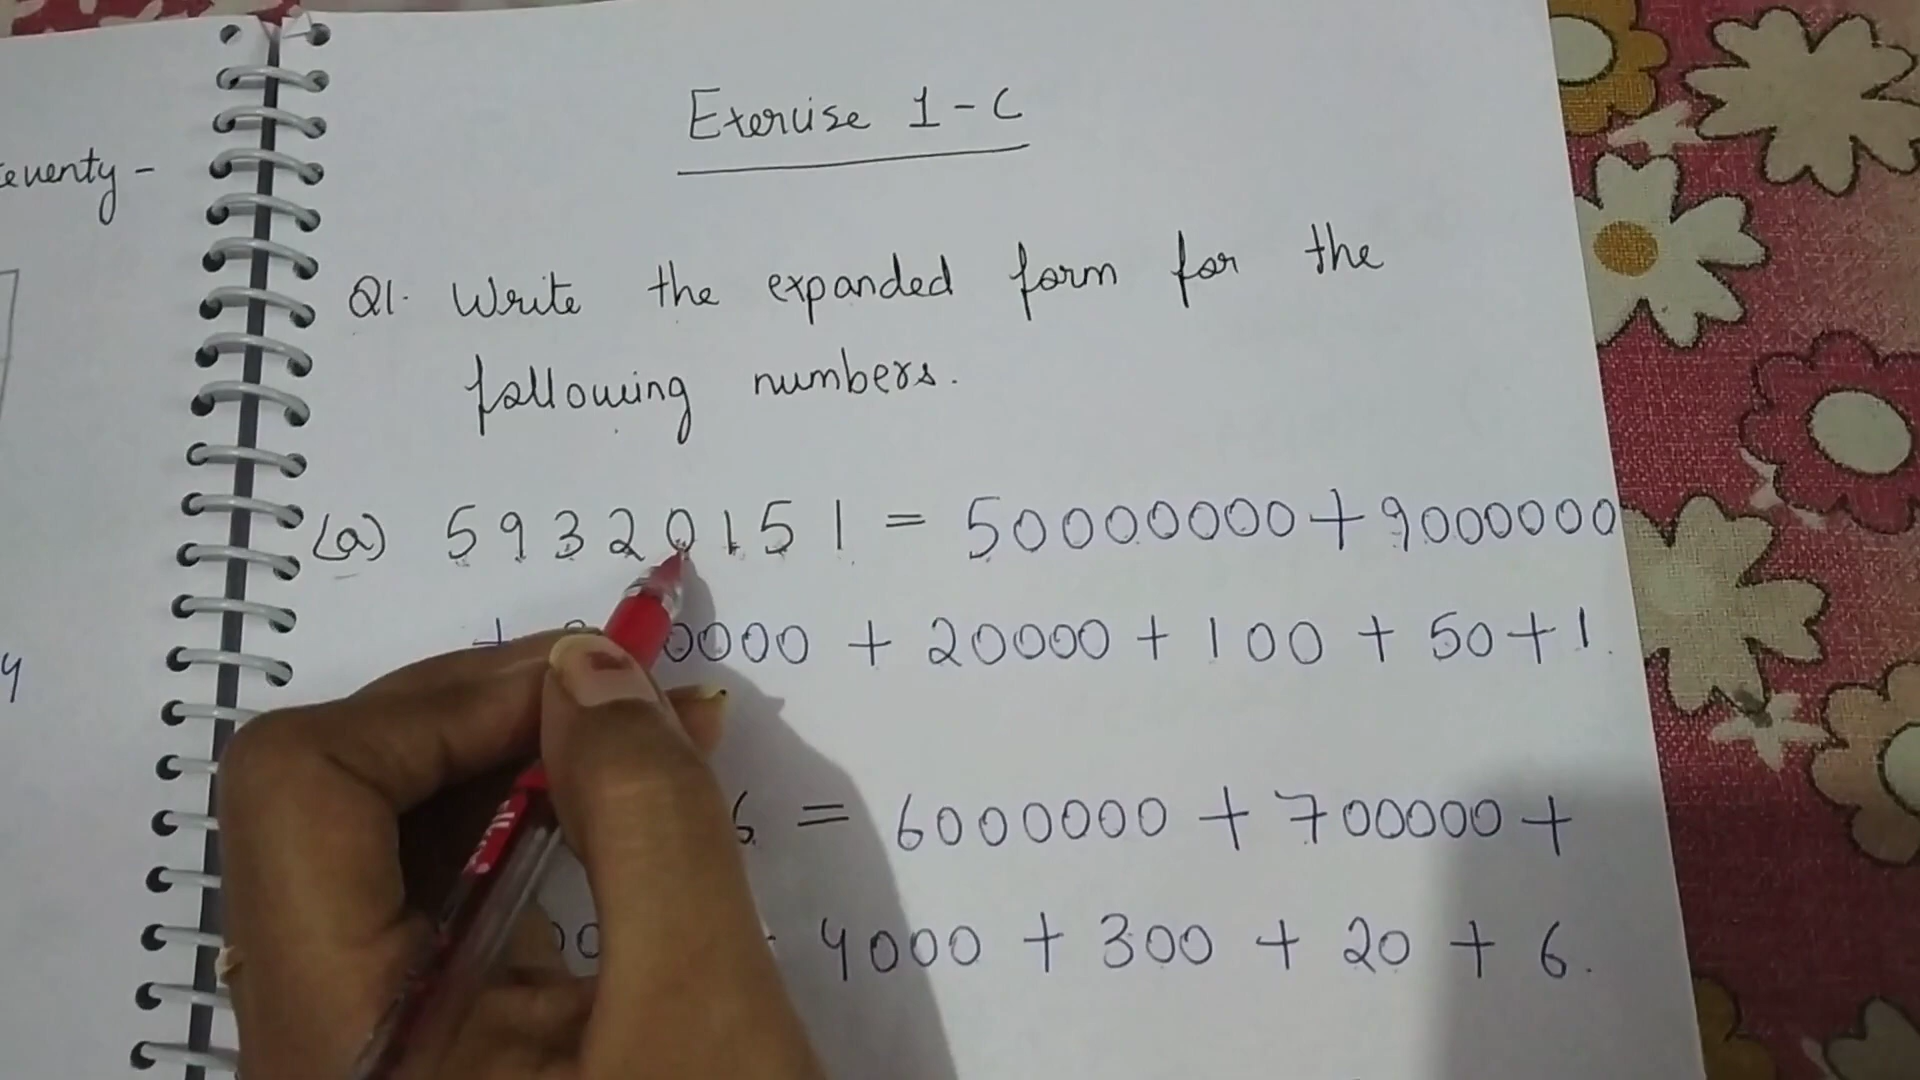 eventy -
Exercise 1 - C
Q1. Write the expanded form for the
following numbers.
(a) 59320151 = 50000000 + 9000000
+ 0000 + 20000 + 100 + 50 + 1.
6 = 6000000 + 700000 +
4000 + 300 + 20 + 6.